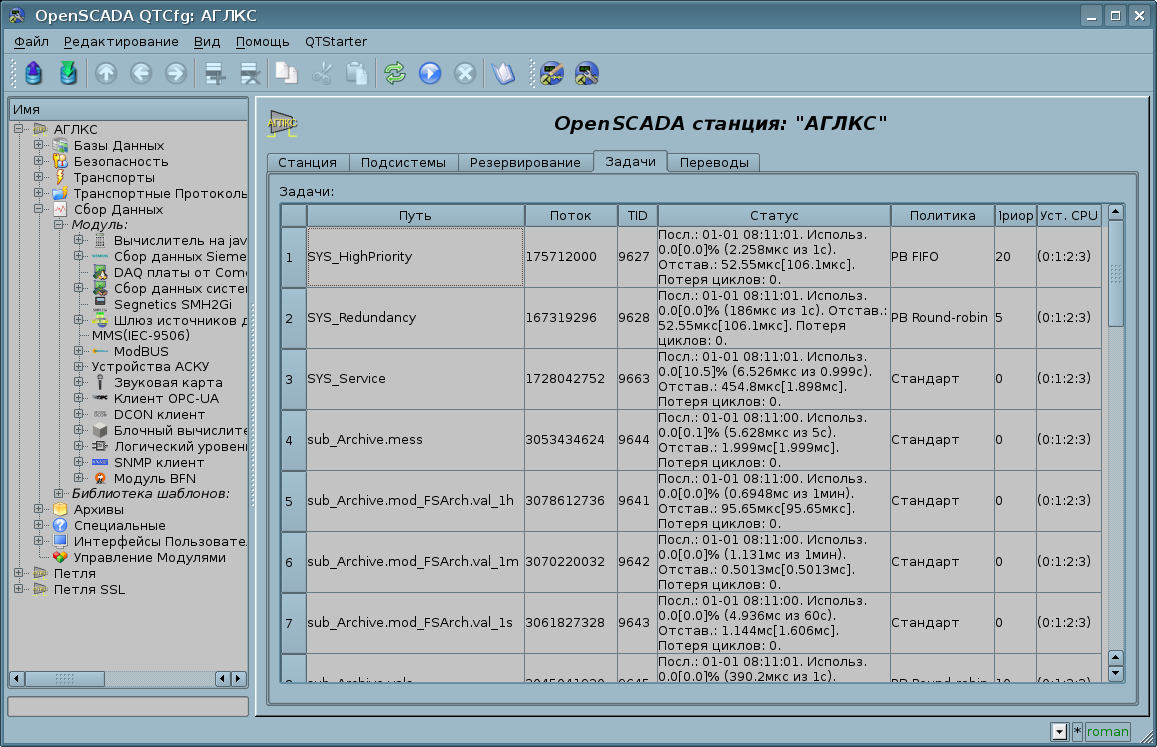 OpenSCADA QTCfg: АГЛКС
Файл Редактирование Вид Помощь QTStarter
Имя
АГЛКС
Базы Данных
Безопасность
Транспорты
Транспортные Протоколь
Сбор Данных
Модуль:
Вычислитель на jav
Сбор данных Sieme
DAQ платы от Come
Сбор данных систе
Segnetics SMH2Gi
Шлюз источников д
MMS(IEC-9506)
ModBUS
Устройства АСКУ
Звуковая карта
Клиент OPC-UA
DCON клиент
Блочный вычислите
Логический уровен
SNMP клиент
Модуль BFN
Библиотека шаблонов:
Архивы
Специальные
Интерфейсы Пользовате
Управление Модулями
Петля
Петля SSL
АГЛКС
OpenSCADA станция: "АГЛКС"
Станция Подсистемы Резервирование Задачи Переводы
Задачи:
Путь Поток TID Статус Политика Приор Уст. CPU
1 SYS_HighPriority 175712000 9627 Посл.: 01-01 08:11:01. Использ. PB FIFO 20 (0:1:2:3)
0.0[0.0]% (2.258мкс из 1с).
Отстав.: 52.55мкс[106.1мкс].
Потеря циклов: 0.
2 SYS_Redundancy 167319296 9628 Посл.: 01-01 08:11:01. Использ. PB Round-robin 5 (0:1:2:3)
0.0[0.0]% (186мкс из 1с). Отстав.:
52.55мкс[106.1мкс]. Потеря
циклов: 0.
3 SYS_Service 1728042752 9663 Посл.: 01-01 08:11:01. Использ. Стандарт 0 (0:1:2:3)
0.0[10.5]% (6.526мкс из 0.999с).
Отстав.: 454.8мкс[1.898мс].
Потеря циклов: 0.
4 sub_Archive.mess 3053434624 9644 Посл.: 01-01 08:11:00. Использ. Стандарт 0 (0:1:2:3)
0.0[0.1]% (5.628мкс из 5с).
Отстав.: 1.999мс[1.999мс].
Потеря циклов: 0.
5 sub_Archive.mod_FSArch.val_1h 3078612736 9641 Посл.: 01-01 08:11:00. Использ. Стандарт 0 (0:1:2:3)
0.0[0.0]% (0.6948мс из 1мин).
Отстав.: 95.65мкс[95.65мкс].
Потеря циклов: 0.
6 sub_Archive.mod_FSArch.val_1m 3070220032 9642 Посл.: 01-01 08:11:00. Использ. Стандарт 0 (0:1:2:3)
0.0[0.0]% (1.131мс из 1мин).
Отстав.: 0.5013мс[0.5013мс].
Потеря циклов: 0.
7 sub_Archive.mod_FSArch.val_1s 3061827328 9643 Посл.: 01-01 08:11:00. Использ. Стандарт 0 (0:1:2:3)
0.0[0.0]% (4.936мс из 60с).
Отстав.: 1.144мс[1.606мс].
Потеря циклов: 0.
Посл.: 01-01 08:11:01. Использ.
0.0[0.0]% (390.2мкс из 1с).
* roman